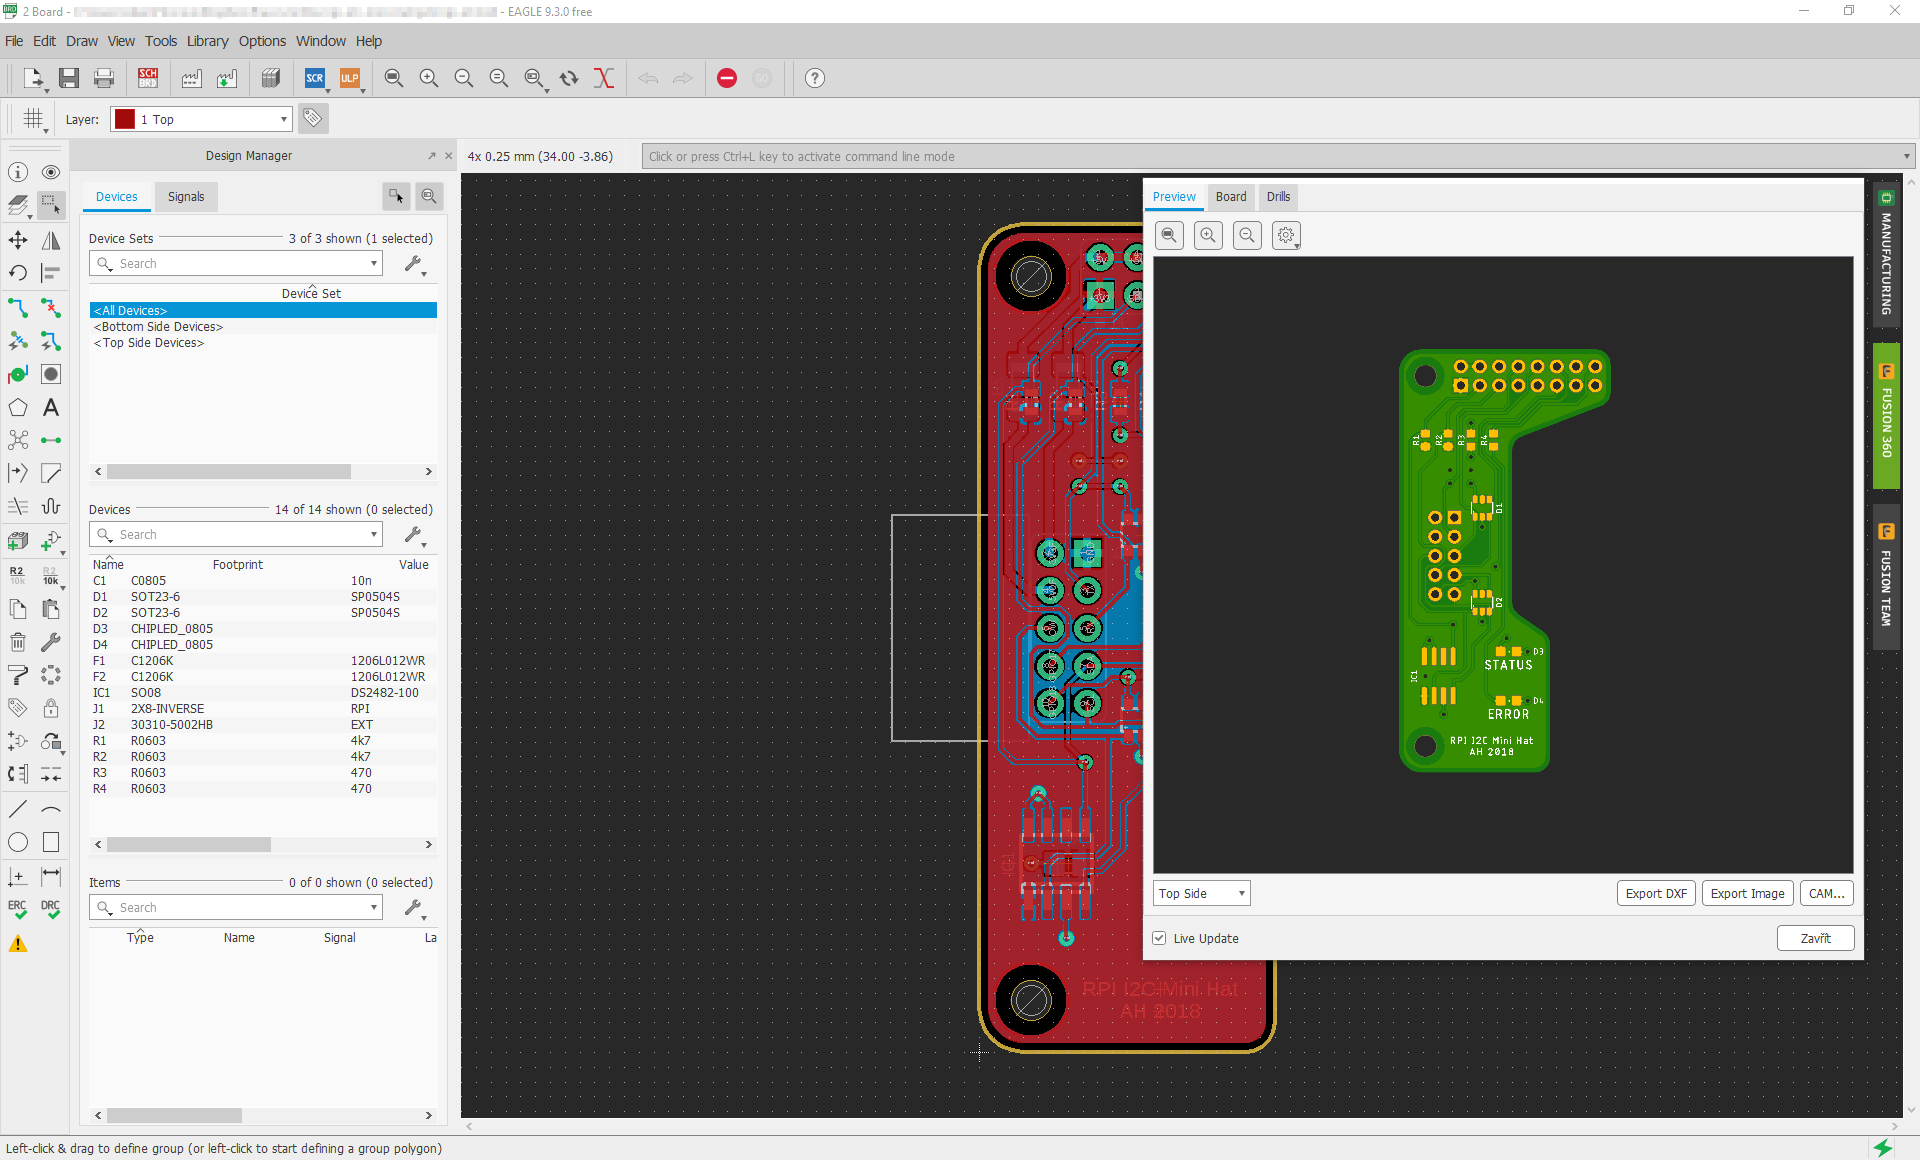 2 Board -
- EAGLE 9.3.0 free
File Edit Draw View Tools Library Options Window Help
SCH
BRD
SCR
ULP
GO
Layer: 1 Top
Design Manager
4x 0.25 mm (34.00 -3.86)
Click or press Ctrl+L key to activate command line mode
Devices Signals
Device Sets 3 of 3 shown (1 selected)
Search
Device Set
<All Devices>
<Bottom Side Devices>
<Top Side Devices>
Devices 14 of 14 shown (0 selected)
Search
Name Footprint Value
C1 C0805 10n
D1 SOT23-6 SP0504S
D2 SOT23-6 SP0504S
D3 CHIPLED_0805
D4 CHIPLED_0805
F1 C1206K 1206L012WR
F2 C1206K 1206L012WR
IC1 SO08 DS2482-100
J1 2X8-INVERSE RPI
J2 30310-5002HB EXT
R1 R0603 4k7
R2 R0603 4k7
R3 R0603 470
R4 R0603 470
Items 0 of 0 shown (0 selected)
Search
Type Name Signal La
R2
10k
R2
10k
ERC
DRC
RPI I2C Mini Hat
AH 2018
Preview Board Drills
R1
R2
R3
R4
D1
D2
IC1
D3
STATUS
D4
ERROR
RPI I2C Mini Hat
AH 2018
Top Side
Export DXF
Export Image
CAM...
Live Update
Zavřít
MANUFACTURING
FUSION 360
FUSION TEAM
Left-click & drag to define group (or left-click to start defining a group polygon)